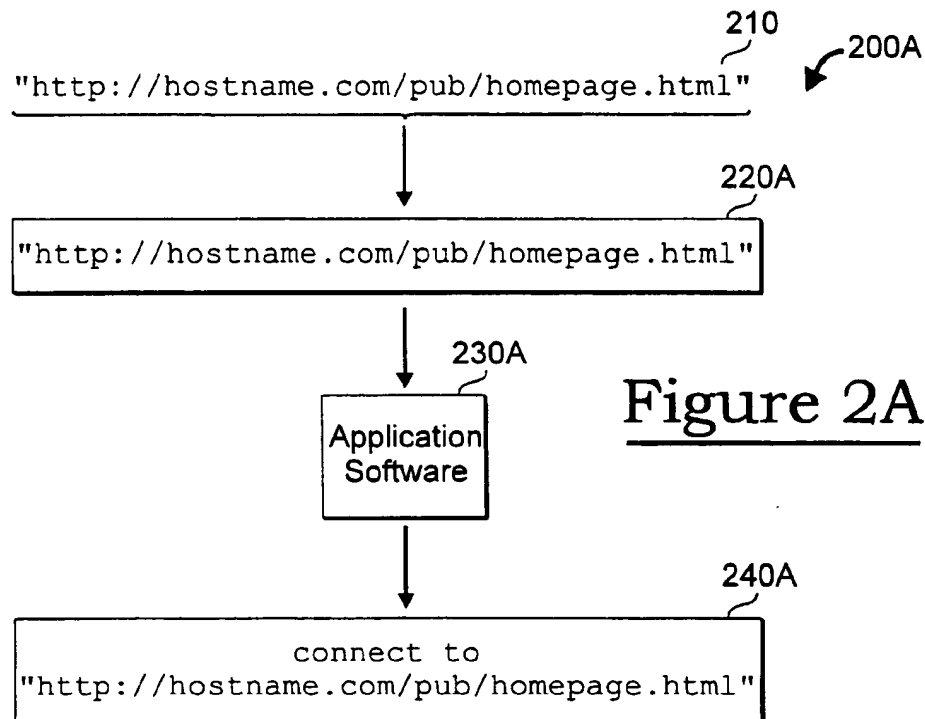 210
200A
"http://hostname.com/pub/homepage.html"
220A
"http://hostname.com/pub/homepage.html"
230A
Application
Software
Figure 2A
240A
connect to
"http://hostname.com/pub/homepage.html"